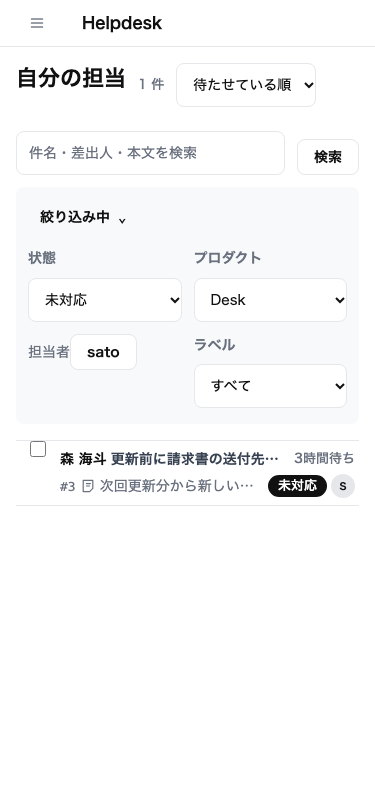 Helpdesk
自分の担当 1 件 待たせている順
件名・差出人・本文を検索 検索
絞り込み中
状態 プロダクト
未対応 Desk
担当者 sato ラベル
すべて
森 海斗 更新前に請求書の送付先… 3時間待ち
#3 次回更新分から新しい… 未対応 S